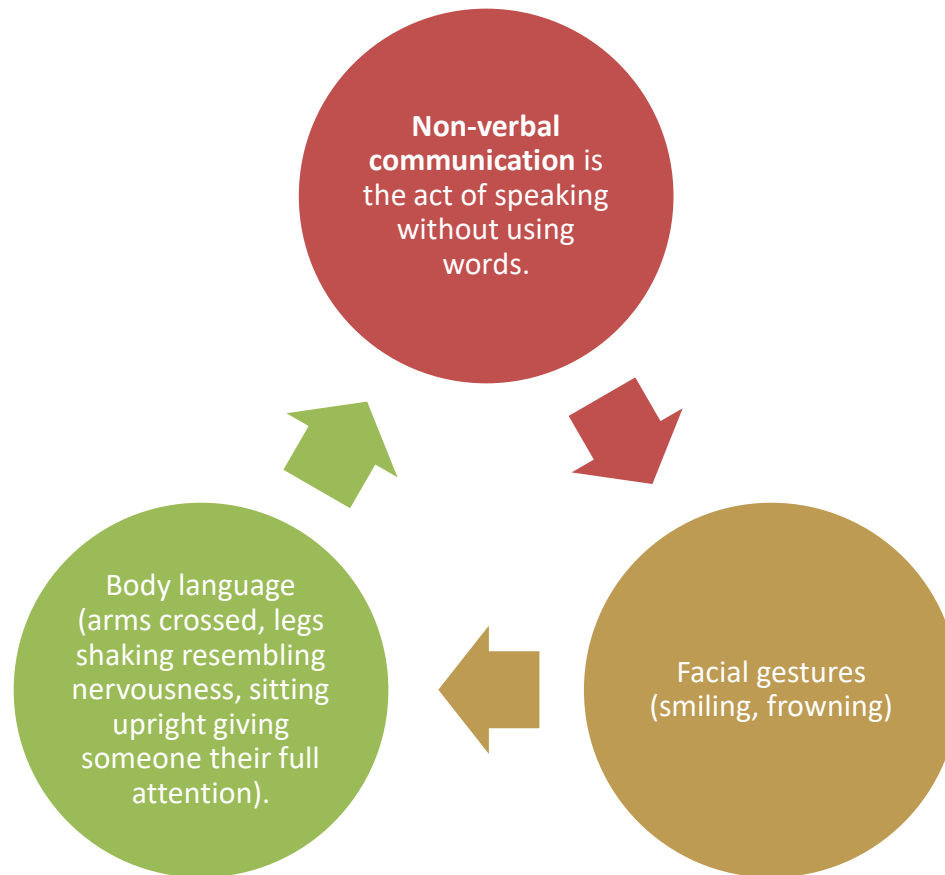 Non-verbal
communication is
the act of speaking
without using
words.
Facial gestures
(smiling, frowning)
Body language
(arms crossed, legs
shaking resembling
nervousness, sitting
upright giving
someone their full
attention).